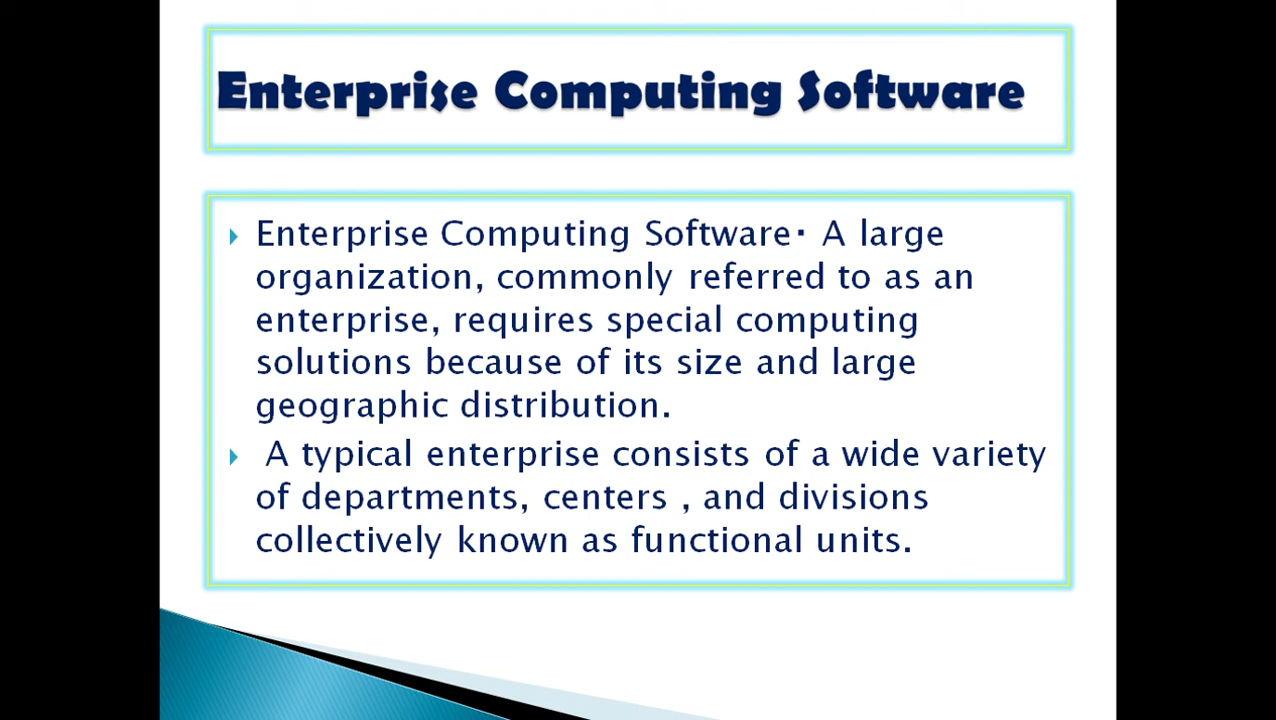 Enterprise Computing Software
Enterprise Computing Software· A large
organization, commonly referred to as an
enterprise, requires special computing
solutions because of its size and large
geographic distribution.
A typical enterprise consists of a wide variety
of departments, centers , and divisions
collectively known as functional units.